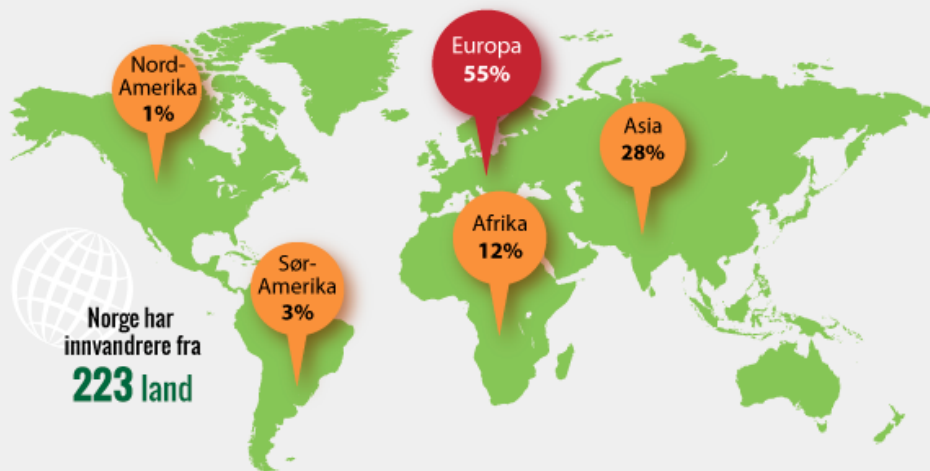 Nord-
Amerika
1%
Europa
55%
Asia
28%
Afrika
12%
Sør-
Amerika
3%
Norge har
innvandrere fra
223 land